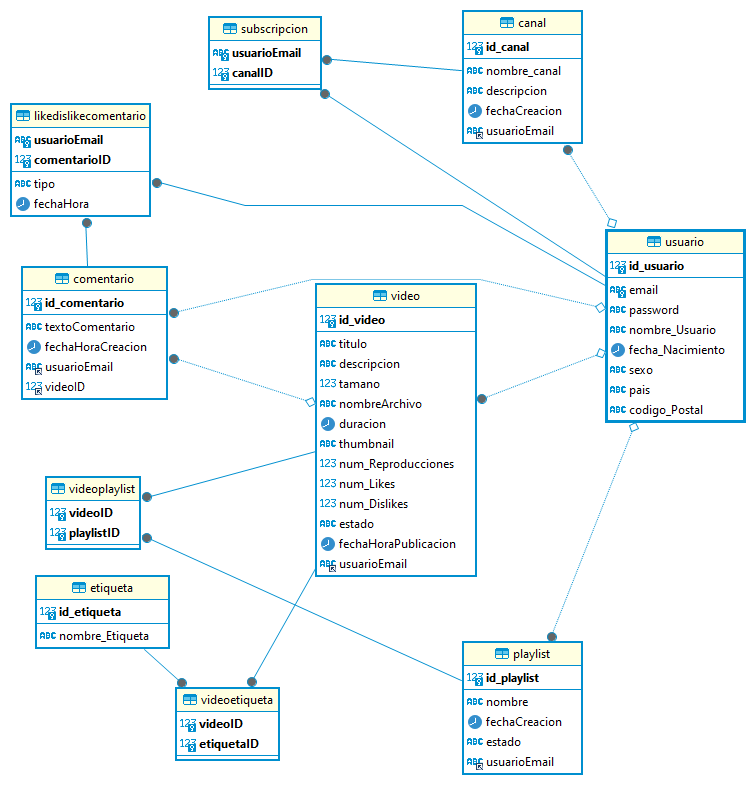 subscripcion
ABC usuarioEmail
123 canalID
canal
123 id_canal
ABC nombre_canal
ABC descripcion
fechaCreacion
ABC usuarioEmail
likedislikecomentario
ABC usuarioEmail
123 comentarioID
ABC tipo
fechaHora
usuario
123 id_usuario
ABC email
ABC password
ABC nombre_Usuario
fecha_Nacimiento
ABC sexo
ABC pais
ABC codigo_Postal
comentario
123 id_comentario
ABC textoComentario
fechaHoraCreacion
ABC usuarioEmail
123 videoID
video
123 id_video
ABC titulo
ABC descripcion
123 tamano
ABC nombreArchivo
duracion
ABC thumbnail
123 num_Reproducciones
123 num_Likes
123 num_Dislikes
ABC estado
fechaHoraPublicacion
ABC usuarioEmail
videoplaylist
123 videoID
123 playlistID
etiqueta
123 id_etiqueta
ABC nombre_Etiqueta
videoetiqueta
123 videoID
123 etiquetaID
playlist
123 id_playlist
ABC nombre
fechaCreacion
ABC estado
ABC usuarioEmail